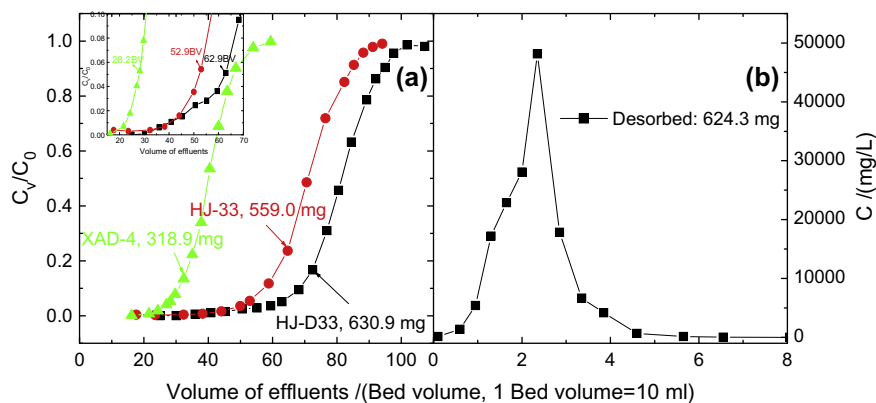 0.10
0.08
0.06
0.04
0.02
0.00
C_v/C_0
28.2BV
52.9BV
62.9BV
20 30 40 50 60 70
Volume of effluents
(a)
1.0
0.8
0.6
0.4
0.2
0.0
C_v/C_0
XAD-4, 318.9 mg
HJ-33, 559.0 mg
HJ-D33, 630.9 mg
0 20 40 60 80 100
(b)
Desorbed: 624.3 mg
50000
40000
30000
20000
10000
0
C /(mg/L)
0 2 4 6 8
Volume of effluents /(Bed volume, 1 Bed volume=10 ml)